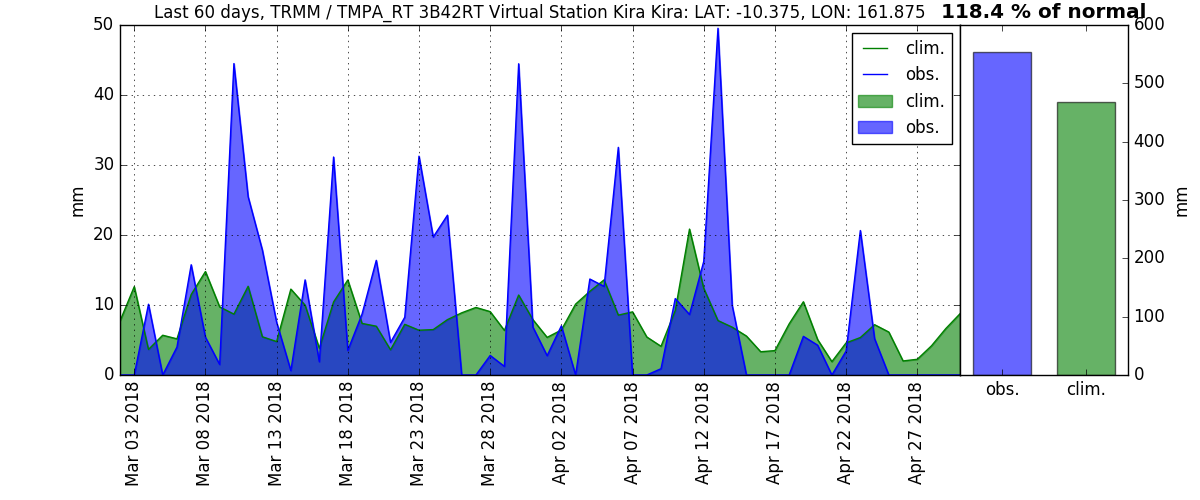 Last 60 days, TRMM / TMPA_RT 3B42RT Virtual Station Kira Kira: LAT: -10.375, LON: 161.875 118.4 % of normal
50
40
30
20
10
0
mm
clim.
obs.
clim.
obs.
Mar 03 2018
Mar 08 2018
Mar 13 2018
Mar 18 2018
Mar 23 2018
Mar 28 2018
Apr 02 2018
Apr 07 2018
Apr 12 2018
Apr 17 2018
Apr 22 2018
Apr 27 2018
600
500
400
300
200
100
0
mm
obs.
clim.